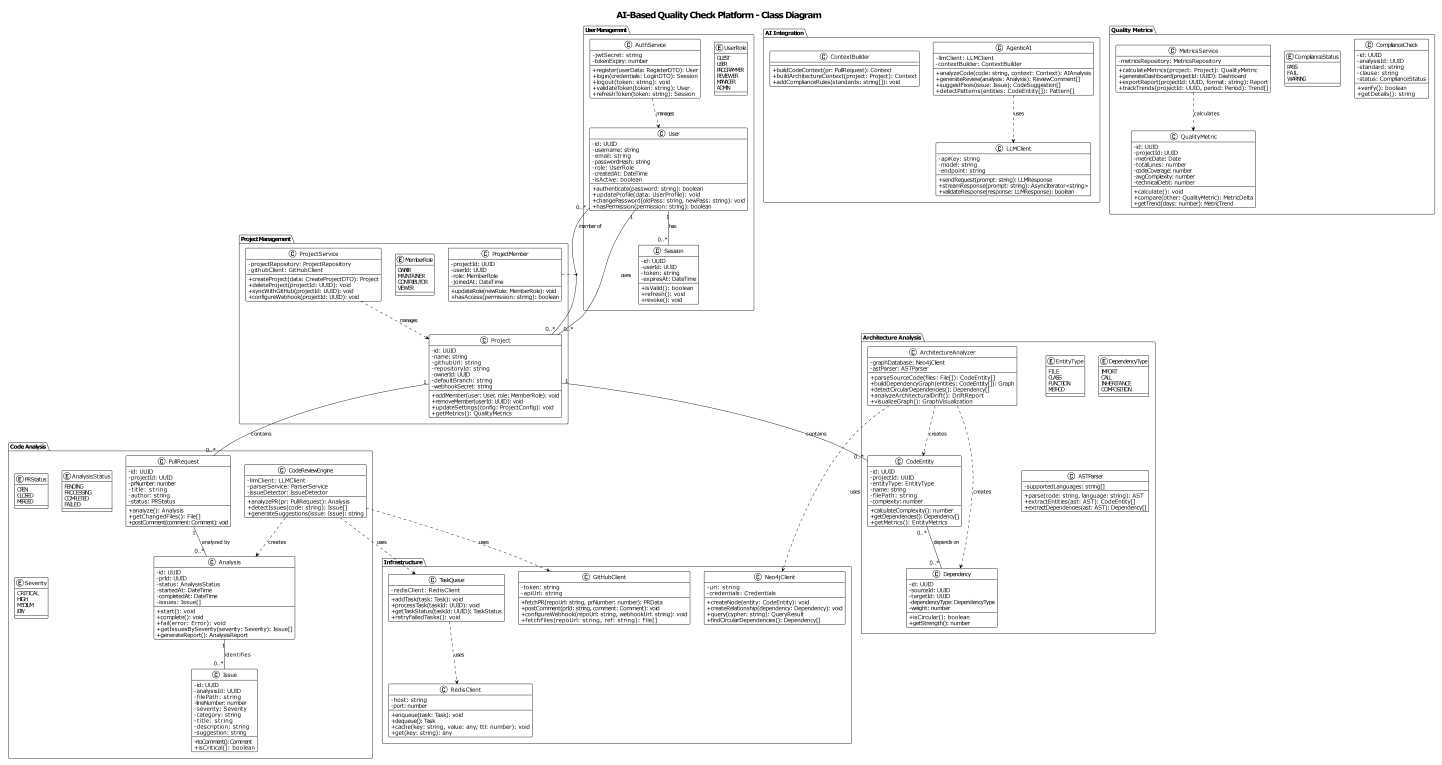 AI-Based Quality Check Platform - Class Diagram
User Management
C AuthService
-jwtSecret: string
-tokenExpiry: number
+register(userData: RegisterDTO): User
+login(credentials: LoginDTO): Session
+logout(token: string): void
+validateToken(token: string): User
+refreshToken(token: string): Session
E UserRole
GUEST
USER
PROGRAMMER
REVIEWER
MANAGER
ADMIN
manages
C User
-id: UUID
-username: string
-email: string
-passwordHash: string
-role: UserRole
-createdAt: DateTime
-isActive: boolean
+authenticate(password: string): boolean
+updateProfile(data: UserProfile): void
+changePassword(oldPass: string, newPass: string): void
+hasPermission(permission: string): boolean
0..*
1
1
member of
has
0..*
owns
C Session
-id: UUID
-userId: UUID
-token: string
-expiresAt: DateTime
+isValid(): boolean
+refresh(): void
+revoke(): void
AI Integration
C ContextBuilder
+buildCodeContext(pr: PullRequest): Context
+buildArchitectureContext(project: Project): Context
+addComplianceRules(standards: string[]): void
C AgenticAI
-llmClient: LLMClient
-contextBuilder: ContextBuilder
+analyzeCode(code: string, context: Context): AIAnalysis
+generateReview(analysis: Analysis): ReviewComment[]
+suggestFixes(issue: Issue): CodeSuggestion[]
+detectPatterns(entities: CodeEntity[]): Pattern[]
uses
C LLMClient
-apiKey: string
-model: string
-endpoint: string
+sendRequest(prompt: string): LLMResponse
+streamResponse(prompt: string): AsyncIterator<string>
+validateResponse(response: LLMResponse): boolean
Quality Metrics
C MetricsService
-metricsRepository: MetricsRepository
+calculateMetrics(project: Project): QualityMetric
+generateDashboard(projectId: UUID): Dashboard
+exportReport(projectId: UUID, format: string): Report
+trackTrends(projectId: UUID, period: Period): Trend[]
E ComplianceStatus
PASS
FAIL
WARNING
C ComplianceCheck
-id: UUID
-analysisId: UUID
-standard: string
-clause: string
-status: ComplianceStatus
+verify(): boolean
+getDetails(): string
calculates
C QualityMetric
-id: UUID
-projectId: UUID
-metricDate: Date
-totalLines: number
-codeCoverage: number
-avgComplexity: number
-technicalDebt: number
+calculate(): void
+compare(other: QualityMetric): MetricDelta
+getTrend(days: number): MetricTrend
Project Management
C ProjectService
-projectRepository: ProjectRepository
-githubClient: GitHubClient
+createProject(data: CreateProjectDTO): Project
+deleteProject(projectId: UUID): void
+syncWithGitHub(projectId: UUID): void
+configureWebhook(projectId: UUID): void
E MemberRole
OWNER
MAINTAINER
CONTRIBUTOR
VIEWER
C ProjectMember
-projectId: UUID
-userId: UUID
-role: MemberRole
-joinedAt: DateTime
+updateRole(newRole: MemberRole): void
+hasAccess(permission: string): boolean
manages
0..*
0..*
C Project
-id: UUID
-name: string
-githubUrl: string
-repositoryId: string
-ownerId: UUID
-defaultBranch: string
-webhookSecret: string
+addMember(user: User, role: MemberRole): void
+removeMember(userId: UUID): void
+updateSettings(config: ProjectConfig): void
+getMetrics(): QualityMetrics
1
1
contains
contains
0..*
0..*
Architecture Analysis
C ArchitectureAnalyzer
-graphDatabase: Neo4jClient
-astParser: ASTParser
+parseSourceCode(files: File[]): CodeEntity[]
+buildDependencyGraph(entities: CodeEntity[]): Graph
+detectCircularDependencies(): Dependency[]
+analyzeArchitecturalDrift(): DriftReport
+visualizeGraph(): GraphVisualization
E EntityType
FILE
CLASS
FUNCTION
METHOD
E DependencyType
IMPORT
CALL
INHERITANCE
COMPOSITION
creates
creates
uses
C CodeEntity
-id: UUID
-projectId: UUID
-entityType: EntityType
-name: string
-filePath: string
-complexity: number
+calculateComplexity(): number
+getDependencies(): Dependency[]
+getMetrics(): EntityMetrics
C ASTParser
-supportedLanguages: string[]
+parse(code: string, language: string): AST
+extractEntities(ast: AST): CodeEntity[]
+extractDependencies(ast: AST): Dependency[]
0..*
depends on
0..*
C Dependency
-id: UUID
-sourceId: UUID
-targetId: UUID
-dependencyType: DependencyType
-weight: number
+isCircular(): boolean
+getStrength(): number
Code Analysis
E PRStatus
OPEN
CLOSED
MERGED
E AnalysisStatus
PENDING
PROCESSING
COMPLETED
FAILED
C PullRequest
-id: UUID
-projectId: UUID
-prNumber: number
-title: string
-author: string
-status: PRStatus
+analyze(): Analysis
+getChangedFiles(): File[]
+postComment(comment: Comment): void
C CodeReviewEngine
-llmClient: LLMClient
-parserService: ParserService
-issueDetector: IssueDetector
+analyzePR(pr: PullRequest): Analysis
+detectIssues(code: string): Issue[]
+generateSuggestions(issue: Issue): string
1
analyzed by
0..*
creates
uses
uses
E Severity
CRITICAL
HIGH
MEDIUM
LOW
C Analysis
-id: UUID
-prId: UUID
-status: AnalysisStatus
-startedAt: DateTime
-completedAt: DateTime
-issues: Issue[]
+start(): void
+complete(): void
+fail(error: Error): void
+getIssuesBySeverity(severity: Severity): Issue[]
+generateReport(): AnalysisReport
1
identifies
0..*
C Issue
-id: UUID
-analysisId: UUID
-filePath: string
-lineNumber: number
-severity: Severity
-category: string
-title: string
-description: string
-suggestion: string
+toComment(): Comment
+isCritical(): boolean
Infrastructure
C TaskQueue
-redisClient: RedisClient
+addTask(task: Task): void
+processTask(taskId: UUID): void
+getTaskStatus(taskId: UUID): TaskStatus
+retryFailedTasks(): void
C GitHubClient
-token: string
-apiUrl: string
+fetchPR(repoUrl: string, prNumber: number): PRData
+postComment(prId: string, comment: Comment): void
+configureWebhook(repoUrl: string, webhookUrl: string): void
+fetchFiles(repoUrl: string, ref: string): File[]
C Neo4jClient
-uri: string
-credentials: Credentials
+createNode(entity: CodeEntity): void
+createRelationship(dependency: Dependency): void
+query(cypher: string): QueryResult
+findCircularDependencies(): Dependency[]
uses
C RedisClient
-host: string
-port: number
+enqueue(task: Task): void
+dequeue(): Task
+cache(key: string, value: any, ttl: number): void
+get(key: string): any